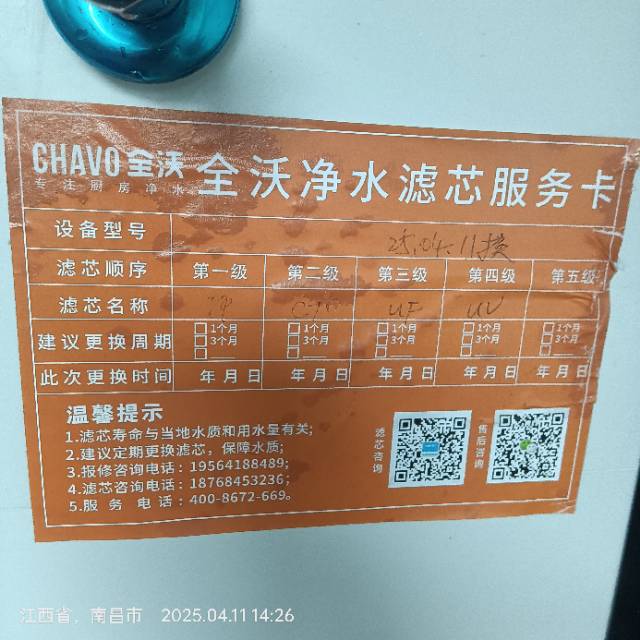 CHAVO 全沃 全沃净水滤芯服务卡
专注厨房净水
设备型号 25.04.11换
滤芯顺序 第一级 第二级 第三级 第四级 第五级
滤芯名称 UF UV
建议更换周期 1个月 1个月 1个月 1个月 1个月
3个月 3个月 3个月 3个月 3个月
此次更换时间 年 月 日 年 月 日 年 月 日 年 月 日 年 月 日
温馨提示
1.滤芯寿命与当地水质和用水量有关;
2.建议定期更换滤芯，保障水质;
3.报修咨询电话：19564188489;
4.滤芯咨询电话：18768453236;
5.服务电话：400-8672-669。
滤芯咨询
售后咨询
江西省，南昌市 2025.04.11 14:26